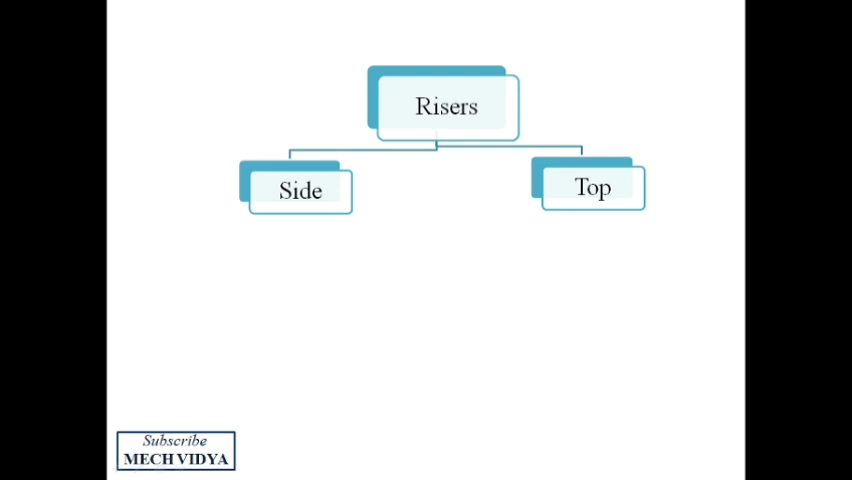 Risers
Side
Top
Subscribe
MECH VIDYA